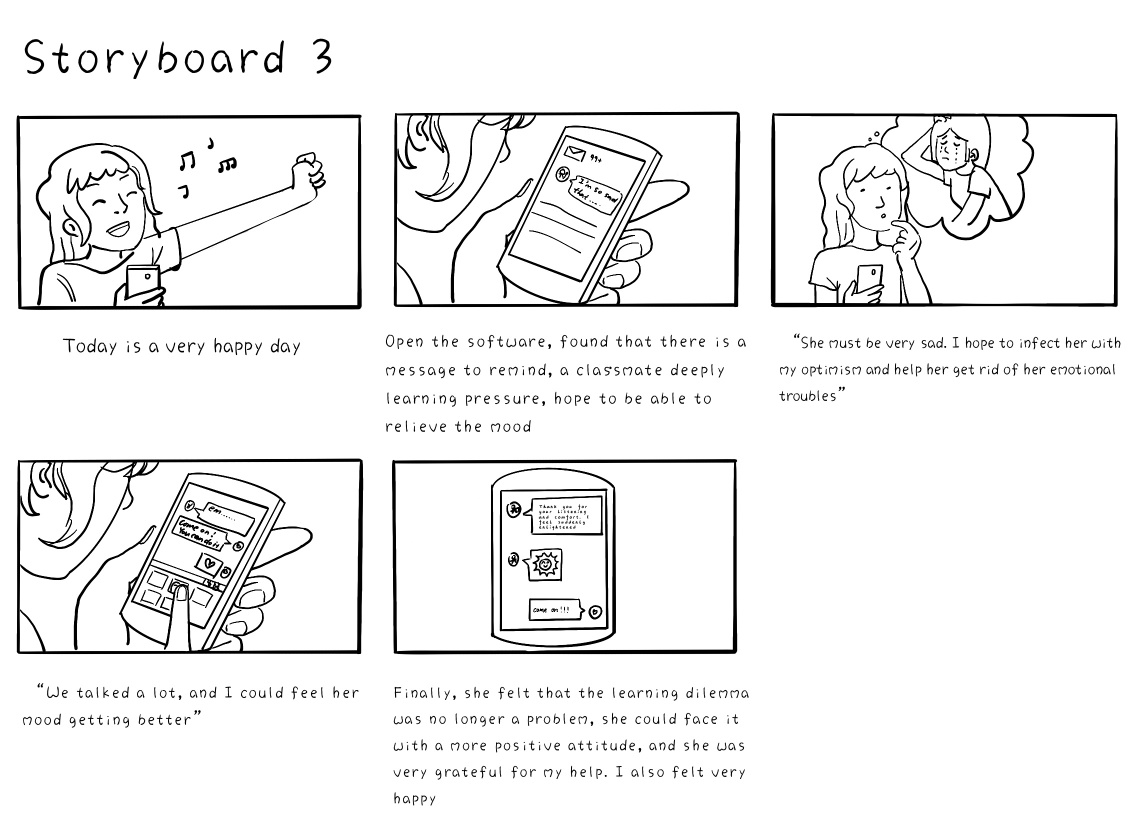 Storyboard 3
Today is a very happy day
99+
I'm so sad
that....
Open the software, found that there is a
message to remind, a classmate deeply
learning pressure, hope to be able to
relieve the mood
“She must be very sad. I hope to infect her with
my optimism and help her get rid of her emotional
troubles”
em......
Come on!
You can do it
“We talked a lot, and I could feel her
mood getting better”
Thank you for
your listening
and comfort. I
feel suddenly
enlightened
come on!!!
Finally, she felt that the learning dilemma
was no longer a problem, she could face it
with a more positive attitude, and she was
very grateful for my help. I also felt very
happy